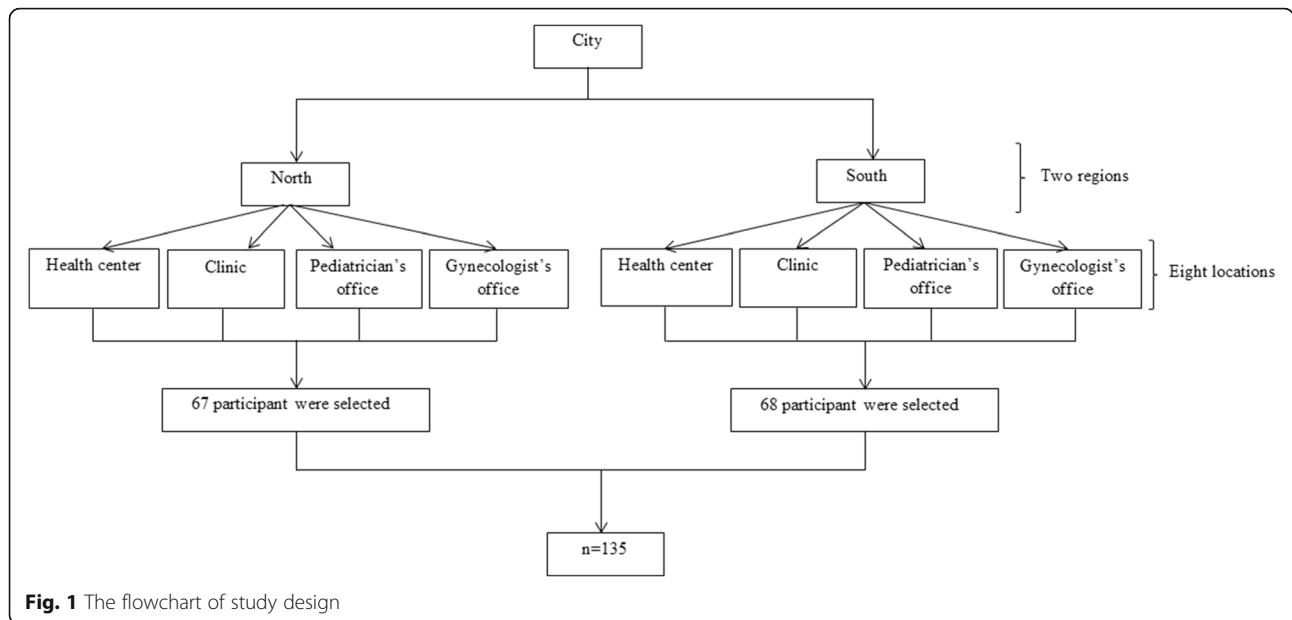 City
North
South
Two regions
Health center
Clinic
Pediatrician's
office
Gynecologist's
office
Health center
Clinic
Pediatrician's
office
Gynecologist's
office
Eight locations
67 participant were selected
68 participant were selected
n=135
Fig. 1 The flowchart of study design